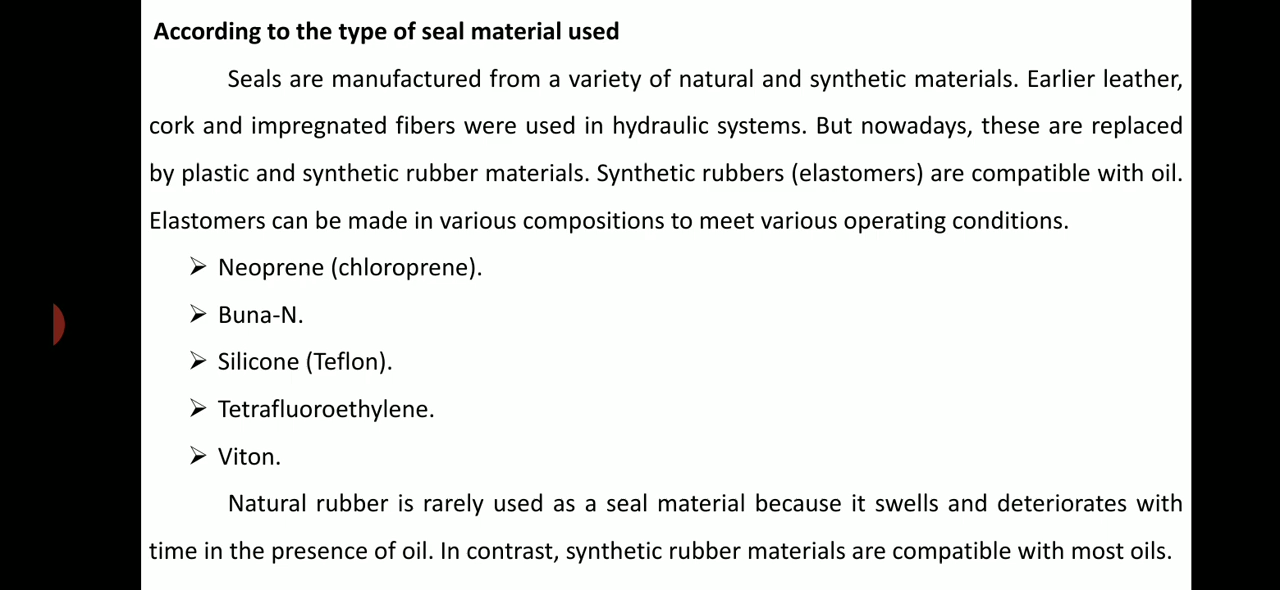 According to the type of seal material used
Seals are manufactured from a variety of natural and synthetic materials. Earlier leather,
cork and impregnated fibers were used in hydraulic systems. But nowadays, these are replaced
by plastic and synthetic rubber materials. Synthetic rubbers (elastomers) are compatible with oil.
Elastomers can be made in various compositions to meet various operating conditions.
➢ Neoprene (chloroprene).
➢ Buna-N.
➢ Silicone (Teflon).
➢ Tetrafluoroethylene.
➢ Viton.
Natural rubber is rarely used as a seal material because it swells and deteriorates with
time in the presence of oil. In contrast, synthetic rubber materials are compatible with most oils.